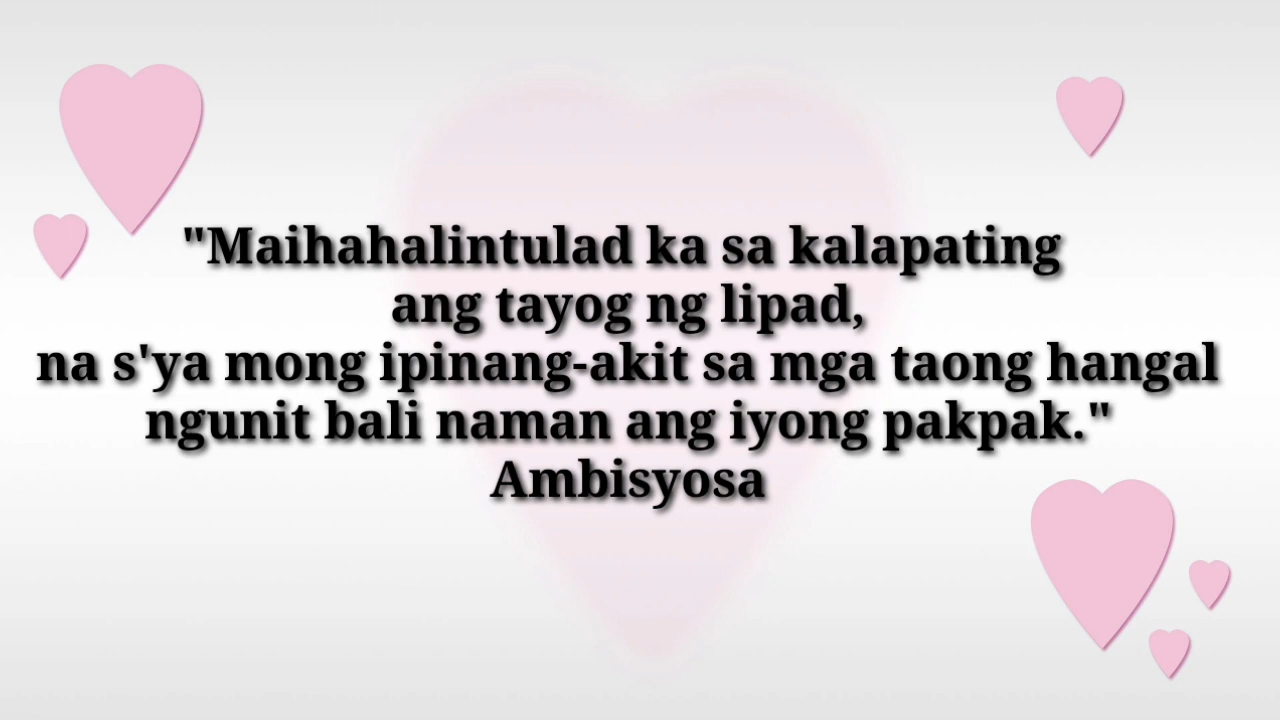 "Maihahalintulad ka sa kalapating
ang tayog ng lipad,
na s'ya mong ipinang-akit sa mga taong hangal
ngunit bali naman ang iyong pakpak."
Ambisyosa